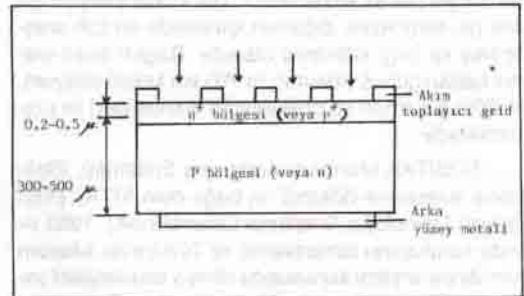 Akım
toplayıcı grid
n⁺ bölgesi (veya p⁺)
0,2-0,5 μ
P bölgesi (veya n)
300-500 μ
Arka
yüzey metali